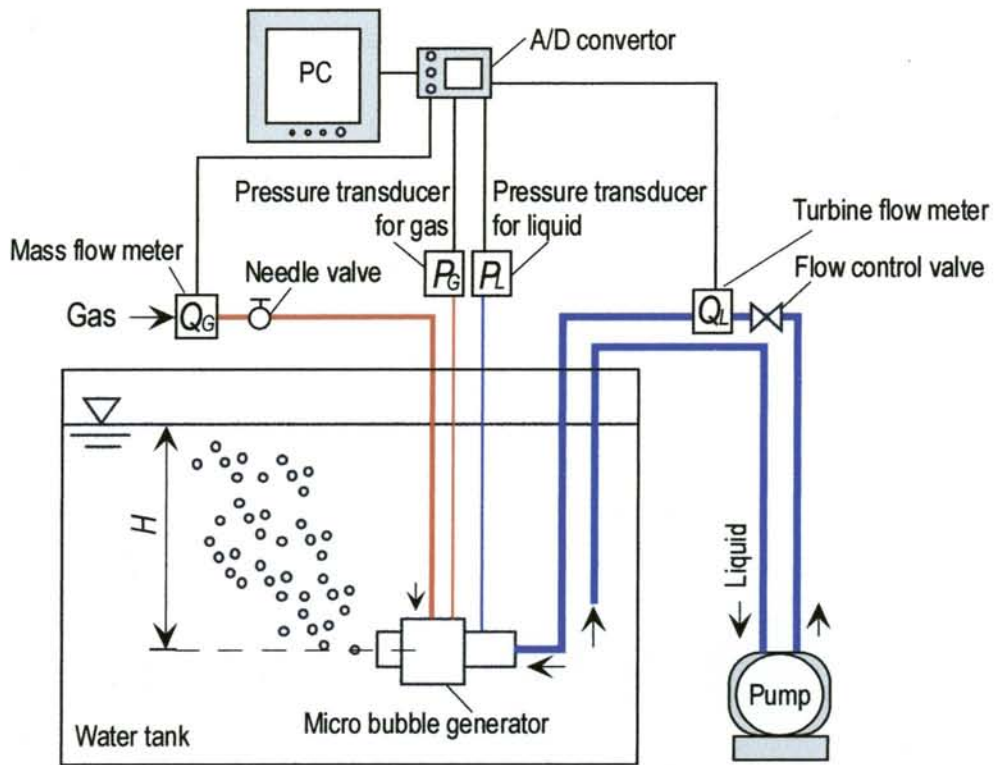 PC
A/D convertor
Pressure transducer
for gas
Pressure transducer
for liquid
Turbine flow meter
Mass flow meter
Needle valve
Flow control valve
Gas
QG
PG
PL
QL
H
Liquid
Pump
Micro bubble generator
Water tank